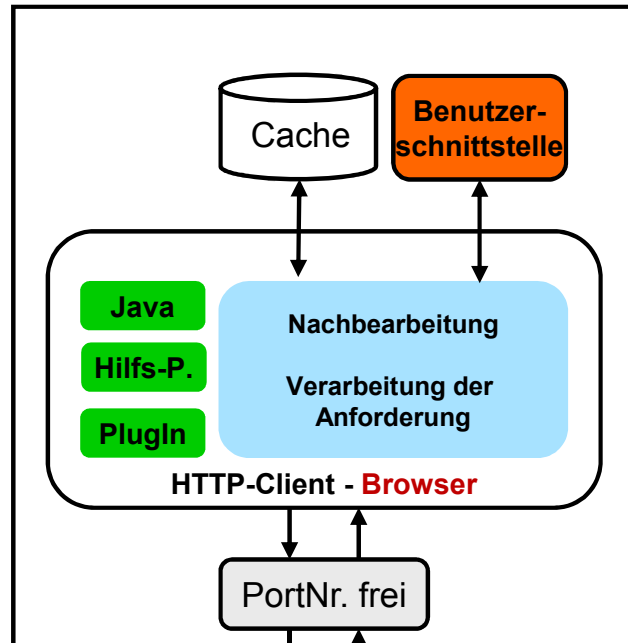 Cache
Benutzer-
schnittstelle
Java
Hilfs-P.
PlugIn
Nachbearbeitung
Verarbeitung der
Anforderung
HTTP-Client - Browser
PortNr. frei